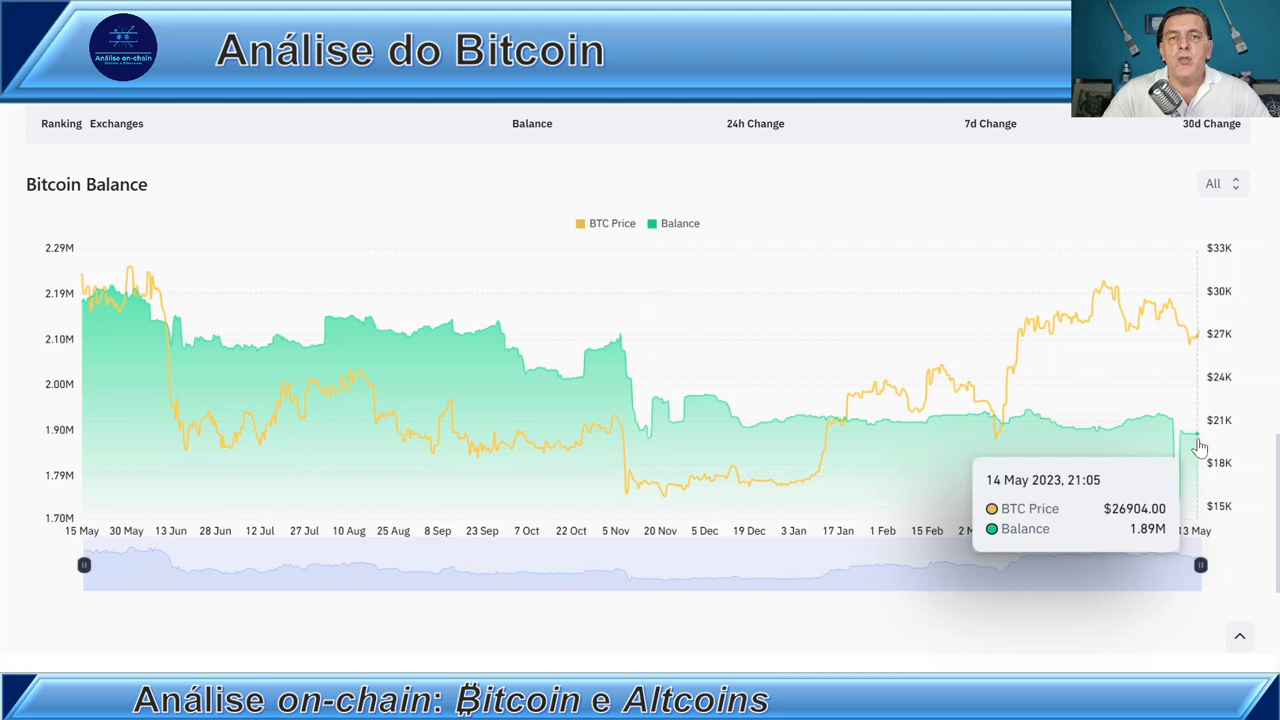 Análise do Bitcoin
Análise on-chain
Ranking Exchanges Balance 24h Change 7d Change 30d Change
Bitcoin Balance
All
BTC Price Balance
2.29M $33K
2.19M $30K
2.10M $27K
2.00M $24K
1.90M $21K
1.79M $18K
1.70M $15K
15 May 30 May 13 Jun 28 Jun 12 Jul 27 Jul 10 Aug 25 Aug 8 Sep 23 Sep 7 Oct 22 Oct 5 Nov 20 Nov 5 Dec 19 Dec 3 Jan 17 Jan 1 Feb 15 Feb 2 M 13 May
14 May 2023, 21:05
BTC Price $26904.00
Balance 1.89M
Análise on-chain: ₿itcoin e Altcoins